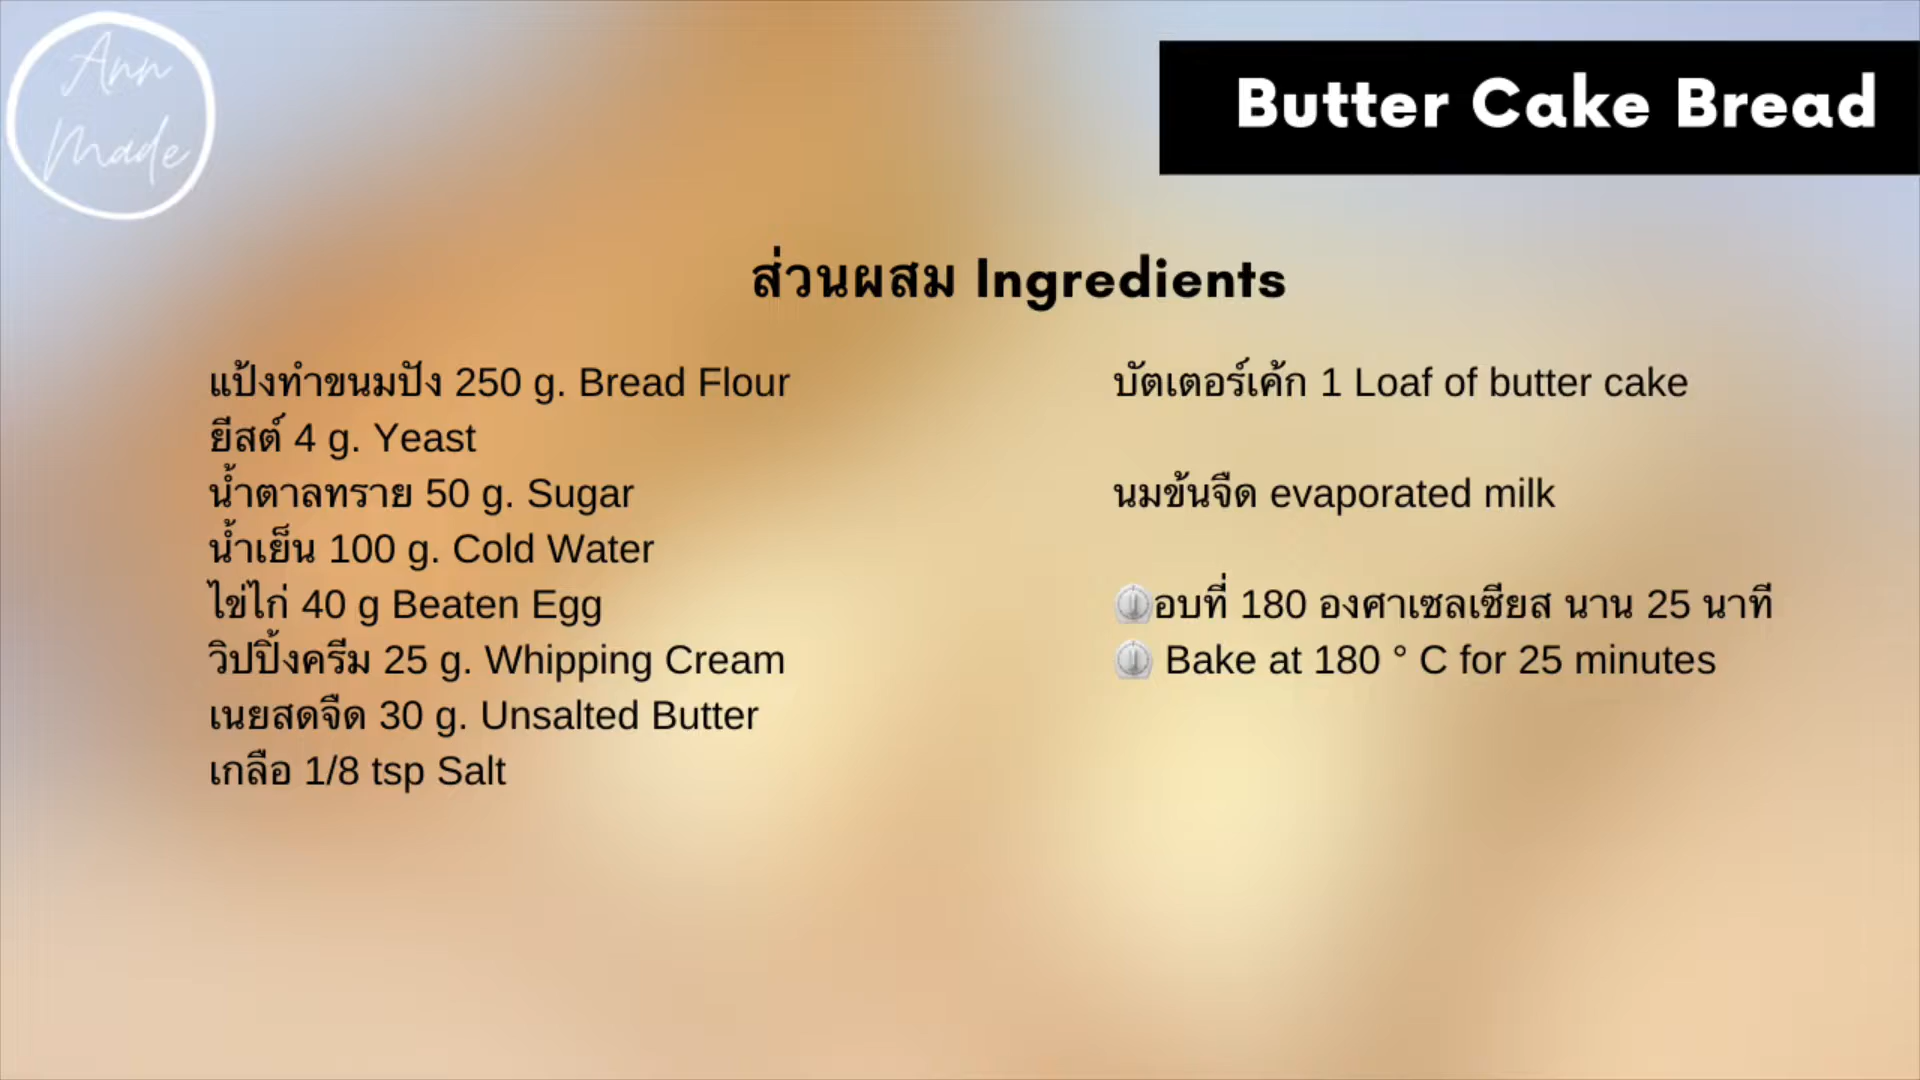 Ann
Made
Butter Cake Bread
ส่วนผสม Ingredients
แป้งทำขนมปัง 250 g. Bread Flour
ยีสต์ 4 g. Yeast
น้ำตาลทราย 50 g. Sugar
น้ำเย็น 100 g. Cold Water
ไข่ไก่ 40 g Beaten Egg
วิปปิ้งครีม 25 g. Whipping Cream
เนยสดจืด 30 g. Unsalted Butter
เกลือ 1/8 tsp Salt
บัตเตอร์เค้ก 1 Loaf of butter cake
นมข้นจืด evaporated milk
อบที่ 180 องศาเซลเซียส นาน 25 นาที
Bake at 180 ° C for 25 minutes